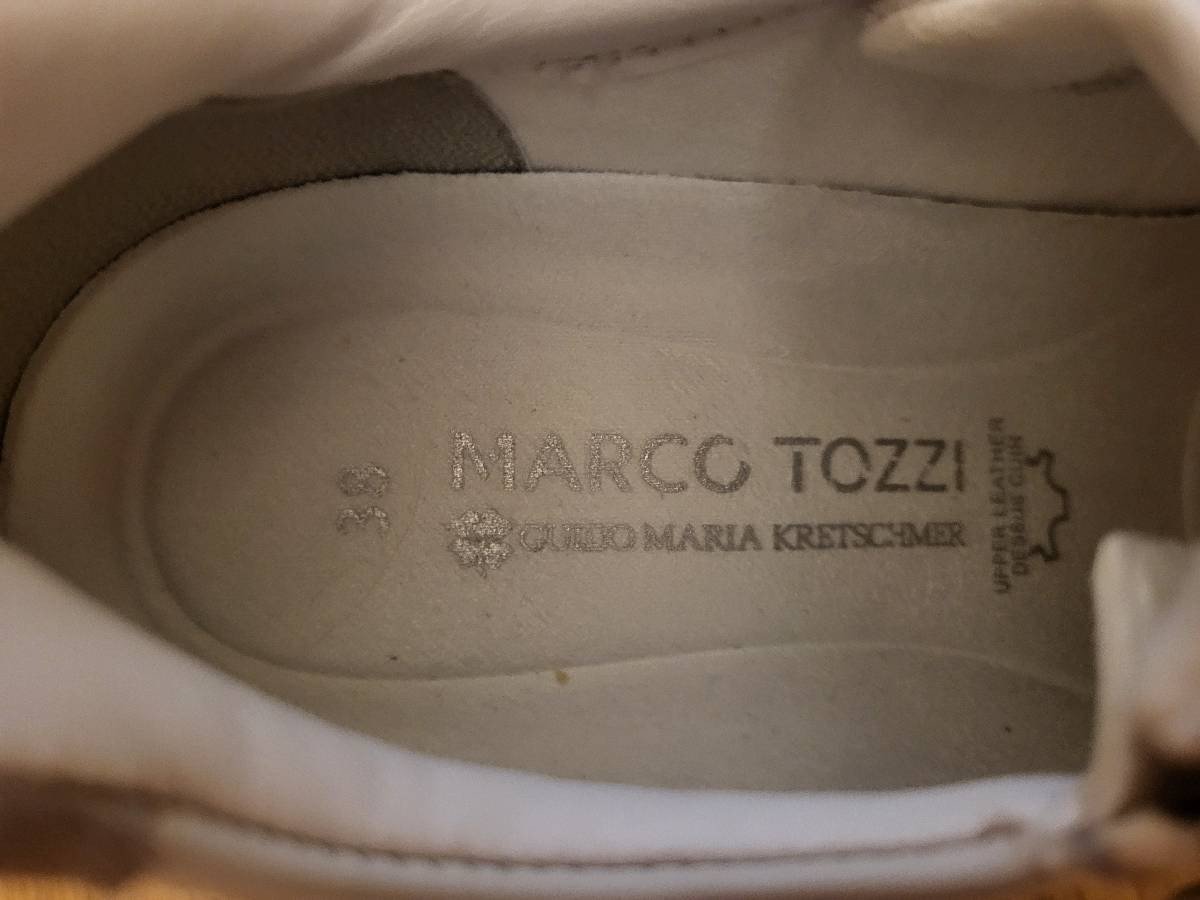 38
MARCO TOZZI
GUIDO MARIA KRETSCHMER
UPPER LEATHER
DESSUS CUIR